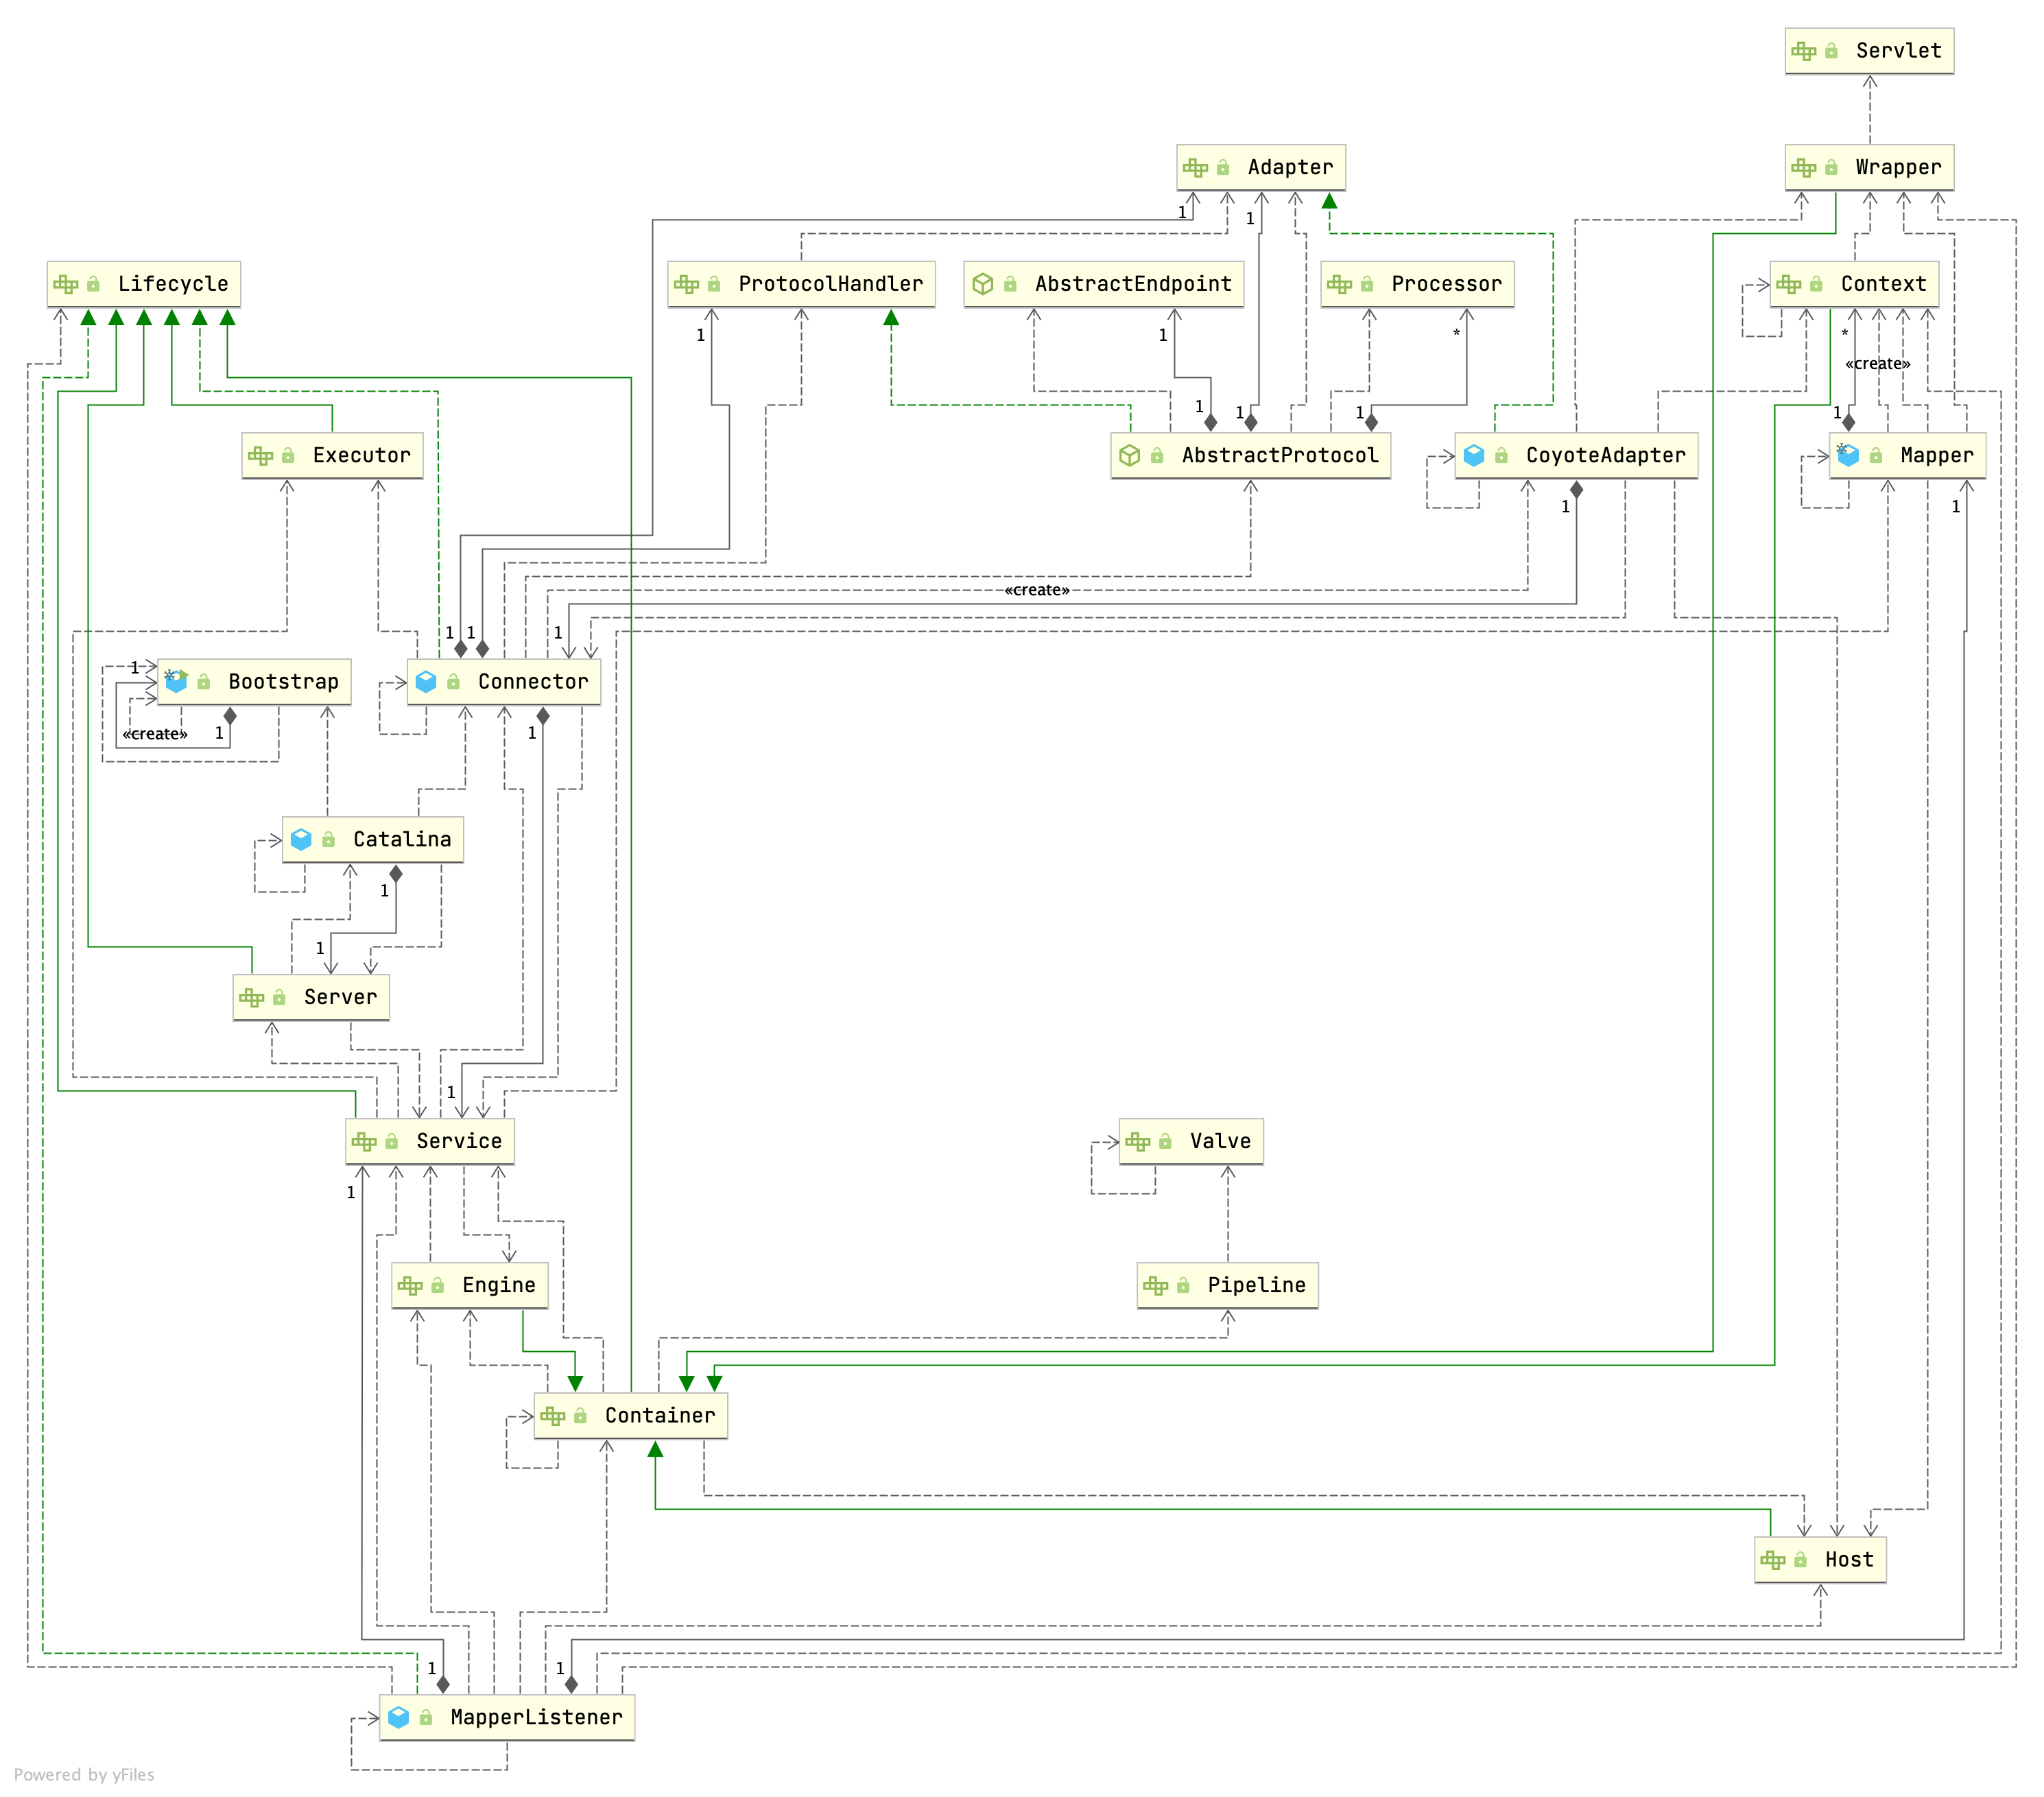 Servlet
Adapter
Wrapper
1
1
Lifecycle
ProtocolHandler
AbstractEndpoint
Processor
Context
1
1
*
*
«create»
1
1
1
1
Executor
AbstractProtocol
CoyoteAdapter
Mapper
1
1
«create»
1
1
1
1
Bootstrap
Connector
«create»
1
1
Catalina
1
1
Server
1
Service
Valve
1
Engine
Pipeline
Container
Host
1
1
MapperListener
Powered by yFiles